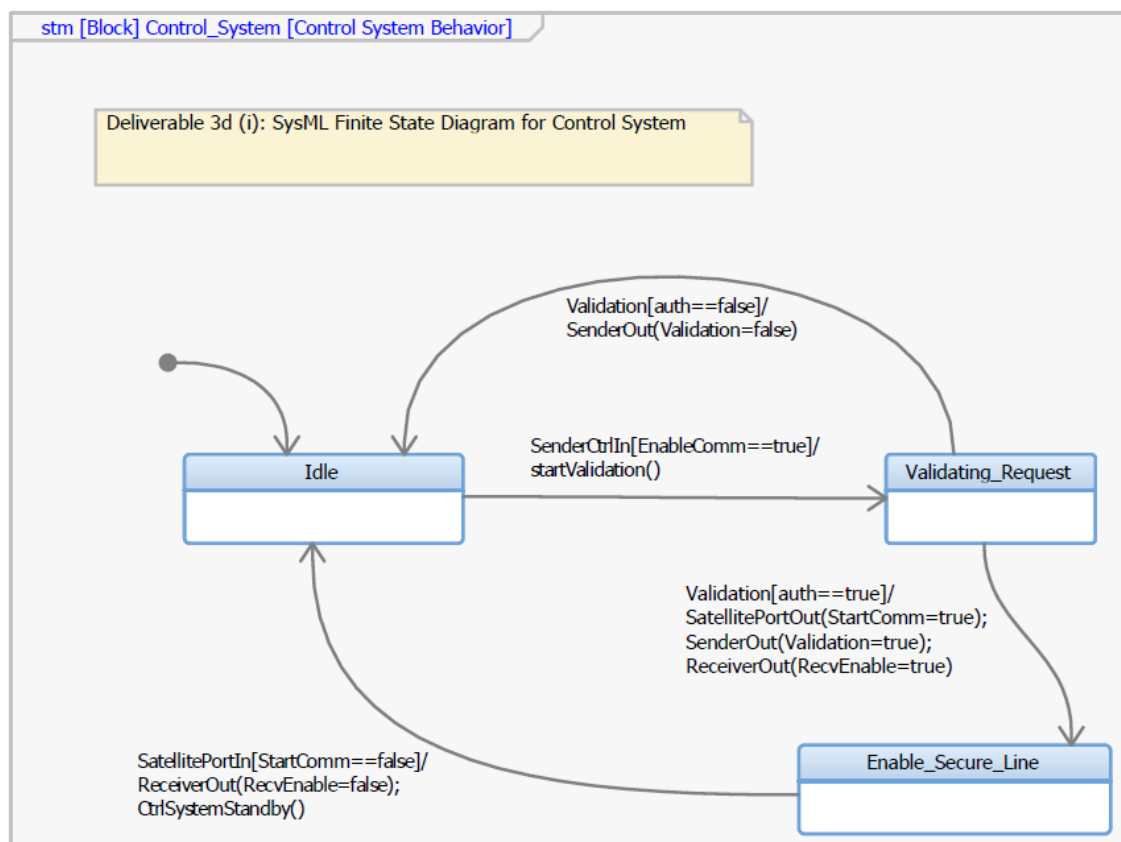 stm [Block] Control_System [Control System Behavior]
Deliverable 3d (i): SysML Finite State Diagram for Control System
Validation[auth==false]/
SenderOut(Validation=false)
SenderCtrlIn[EnableComm==true]/
startValidation()
Idle
Validating_Request
Validation[auth==true]/
SatellitePortOut(StartComm=true);
SenderOut(Validation=true);
ReceiverOut(RecvEnable=true)
SatellitePortIn[StartComm==false]/
ReceiverOut(RecvEnable=false);
CtrlSystemStandby()
Enable_Secure_Line